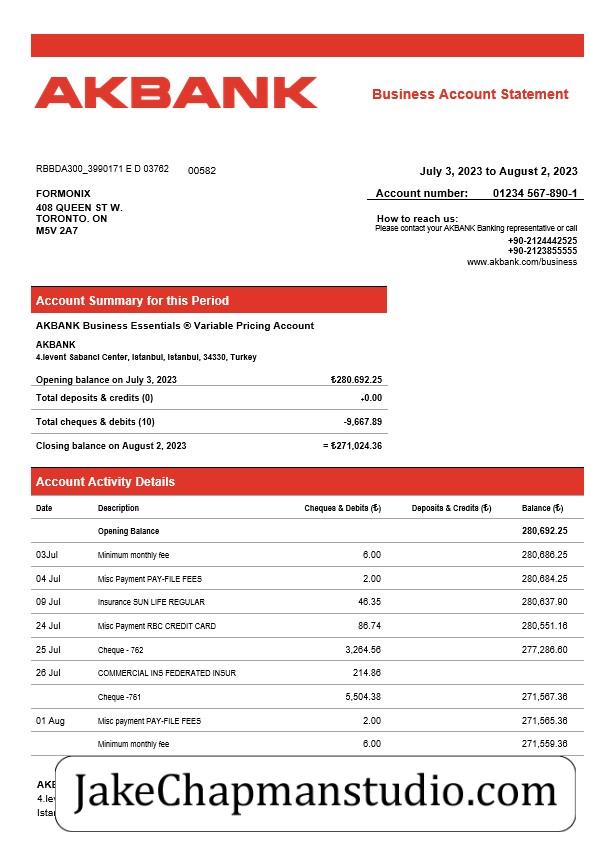 AKBANK
Business Account Statement
RBBDA300_3990171 E D 03762 00582
July 3, 2023 to August 2, 2023
FORMONIX
Account number: 01234 567-890-1
408 QUEEN ST W.
TORONTO. ON
M5V 2A7
How to reach us:
Please contact your AKBANK Banking representative or call
+90-2124442525
+90-2123855555
www.akbank.com/business
Account Summary for this Period
AKBANK Business Essentials ® Variable Pricing Account
AKBANK
4.levent Sabanci Center, Istanbul, Istanbul, 34330, Turkey
Opening balance on July 3, 2023 ₺280.692.25
Total deposits & credits (0) +0.00
Total cheques & debits (10) -9,667.89
Closing balance on August 2, 2023 = ₺271,024.36
Account Activity Details
Date Description Cheques & Debits (₺) Deposits & Credits (₺) Balance (₺)
Opening Balance 280,692.25
03Jul Minimum monthly fee 6.00 280,686.25
04 Jul Misc Payment PAY-FILE FEES 2.00 280,684.25
09 Jul Insurance SUN LIFE REGULAR 46.35 280,637.90
24 Jul Misc Payment RBC CREDIT CARD 86.74 280,551.16
25 Jul Cheque - 762 3,264.56 277,286.60
26 Jul COMMERCIAL INS FEDERATED INSUR 214.86
Cheque -761 5,504.38 271,567.36
01 Aug Misc payment PAY-FILE FEES 2.00 271,565.36
Minimum monthly fee 6.00 271,559.36
JakeChapmanstudio.com